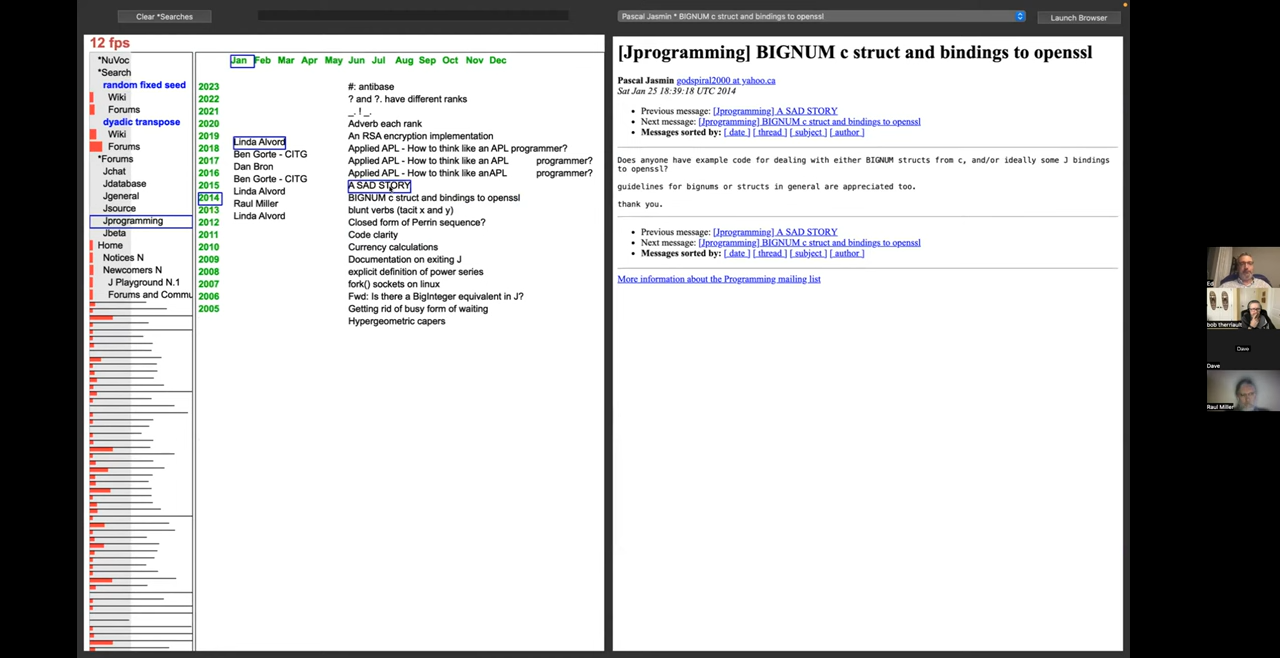 Clear *Searches
Pascal Jasmin * BIGNUM c struct and bindings to openssl
Launch Browser
12 fps
*NuVoc
*Search
random fixed seed
Wiki
Forums
dyadic transpose
Wiki
Forums
*Forums
Jchat
Jdatabase
Jgeneral
Jsource
Jprogramming
Jbeta
Home
Notices N
Newcomers N
J Playground N.1
Forums and Commu
Jan Feb Mar Apr May Jun Jul Aug Sep Oct Nov Dec
2023
2022
2021
2020
2019
2018
2017
2016
2015
2014
2013
2012
2011
2010
2009
2008
2007
2006
2005
Linda Alvord
Ben Gorte - CITG
Dan Bron
Ben Gorte - CITG
Linda Alvord
Raul Miller
Linda Alvord
#: antibase
? and ?. have different ranks
_. ! _.
Adverb each rank
An RSA encryption implementation
Applied APL - How to think like an APL programmer?
Applied APL - How to think like an APL programmer?
Applied APL - How to think like anAPL programmer?
A SAD STORY
BIGNUM c struct and bindings to openssl
blunt verbs (tacit x and y)
Closed form of Perrin sequence?
Code clarity
Currency calculations
Documentation on exiting J
explicit definition of power series
fork() sockets on linux
Fwd: Is there a BigInteger equivalent in J?
Getting rid of busy form of waiting
Hypergeometric capers
[Jprogramming] BIGNUM c struct and bindings to openssl
Pascal Jasmin godspiral2000 at yahoo.ca
Sat Jan 25 18:39:18 UTC 2014
• Previous message: [Jprogramming] A SAD STORY
• Next message: [Jprogramming] BIGNUM c struct and bindings to openssl
• Messages sorted by: [ date ] [ thread ] [ subject ] [ author ]
Does anyone have example code for dealing with either BIGNUM structs from c, and/or ideally some J bindings
to openssl?
guidelines for bignums or structs in general are appreciated too.
thank you.
• Previous message: [Jprogramming] A SAD STORY
• Next message: [Jprogramming] BIGNUM c struct and bindings to openssl
• Messages sorted by: [ date ] [ thread ] [ subject ] [ author ]
More information about the Programming mailing list
Ed
bob therriault
Dave
Dave
Raul Miller